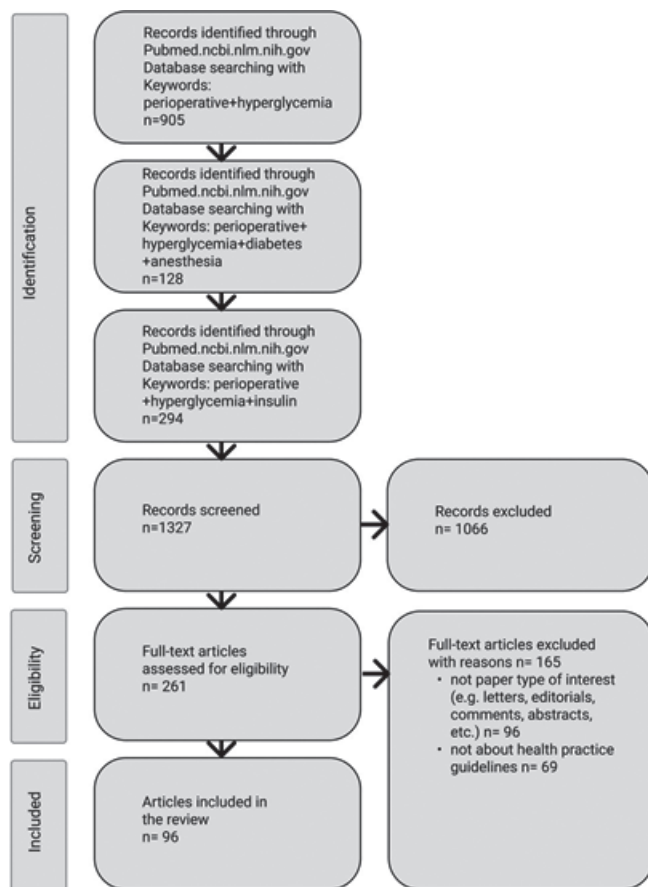 Identification
Records identified through
Pubmed.ncbi.nlm.nih.gov
Database searching with
Keywords:
perioperative+hyperglycemia
n=905
Records identified through
Pubmed.ncbi.nlm.nih.gov
Database searching with
Keywords: perioperative+
hyperglycemia+diabetes
+anesthesia
n=128
Records identified through
Pubmed.ncbi.nlm.nih.gov
Database searching with
Keywords: perioperative
+hyperglycemia+insulin
n=294
Screening
Records screened
n=1327
Records excluded
n= 1066
Eligibility
Full-text articles
assessed for eligibility
n= 261
Full-text articles excluded
with reasons n= 165
• not paper type of interest
(e.g. letters, editorials,
comments, abstracts,
etc.) n= 96
• not about health practice
guidelines n= 69
Included
Articles included in
the review
n= 96